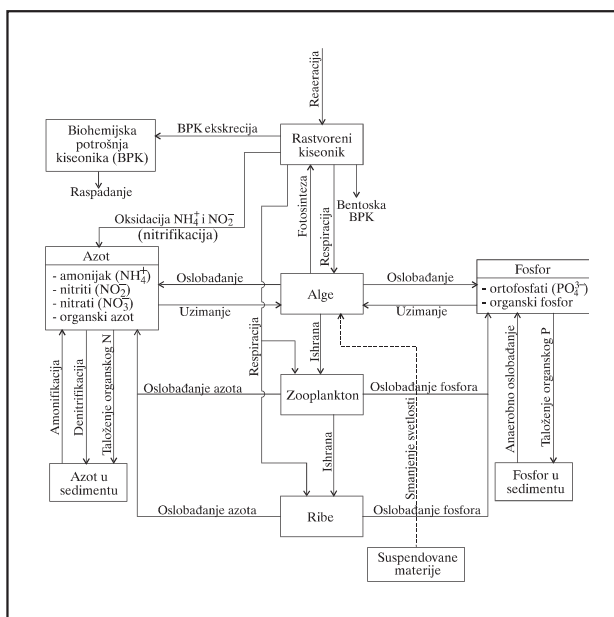 Reaeracija
Biohemijska
potrošnja
kiseonika (BPK)
BPK ekskrecija
Rastvoreni
kiseonik
Raspadanje
Bentoska
BPK
Fotosinteza
Respiracija
Oksidacija NH₄⁺ i NO₂⁻
(nitrifikacija)
Azot
- amonijak (NH₄⁺)
- nitriti (NO₂⁻)
- nitrati (NO₃⁻)
- organski azot
Oslobađanje
Uzimanje
Alge
Oslobađanje
Uzimanje
Fosfor
- ortofosfati (PO₄³⁻)
- organski fosfor
Respiracija
Ishrana
Amonifikacija
Denitrifikacija
Taloženje organskog N
Oslobađanje azota
Zooplankton
Oslobađanje fosfora
Smanjenje svetlosti
Anaerobno oslobađanje
Taloženje organskog P
Azot u
sedimentu
Ishrana
Fosfor u
sedimentu
Oslobađanje azota
Ribe
Oslobađanje fosfora
Suspendovane
materije